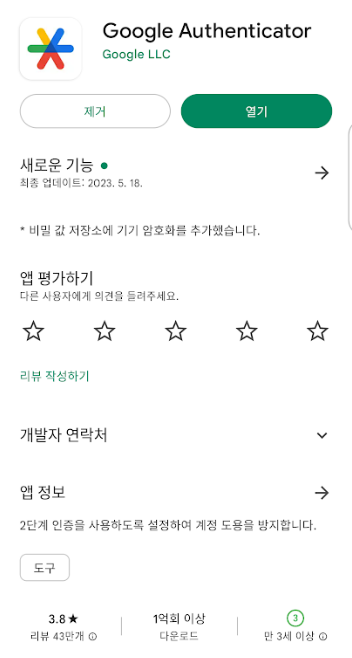 Google Authenticator
Google LLC
제거
열기
새로운 기능
최종 업데이트: 2023. 5. 18.
* 비밀 값 저장소에 기기 암호화를 추가했습니다.
앱 평가하기
다른 사용자에게 의견을 들려주세요.
리뷰 작성하기
개발자 연락처
앱 정보
2단계 인증을 사용하도록 설정하여 계정 도용을 방지합니다.
도구
3.8★
리뷰 43만개
1억회 이상
다운로드
3
만 3세 이상